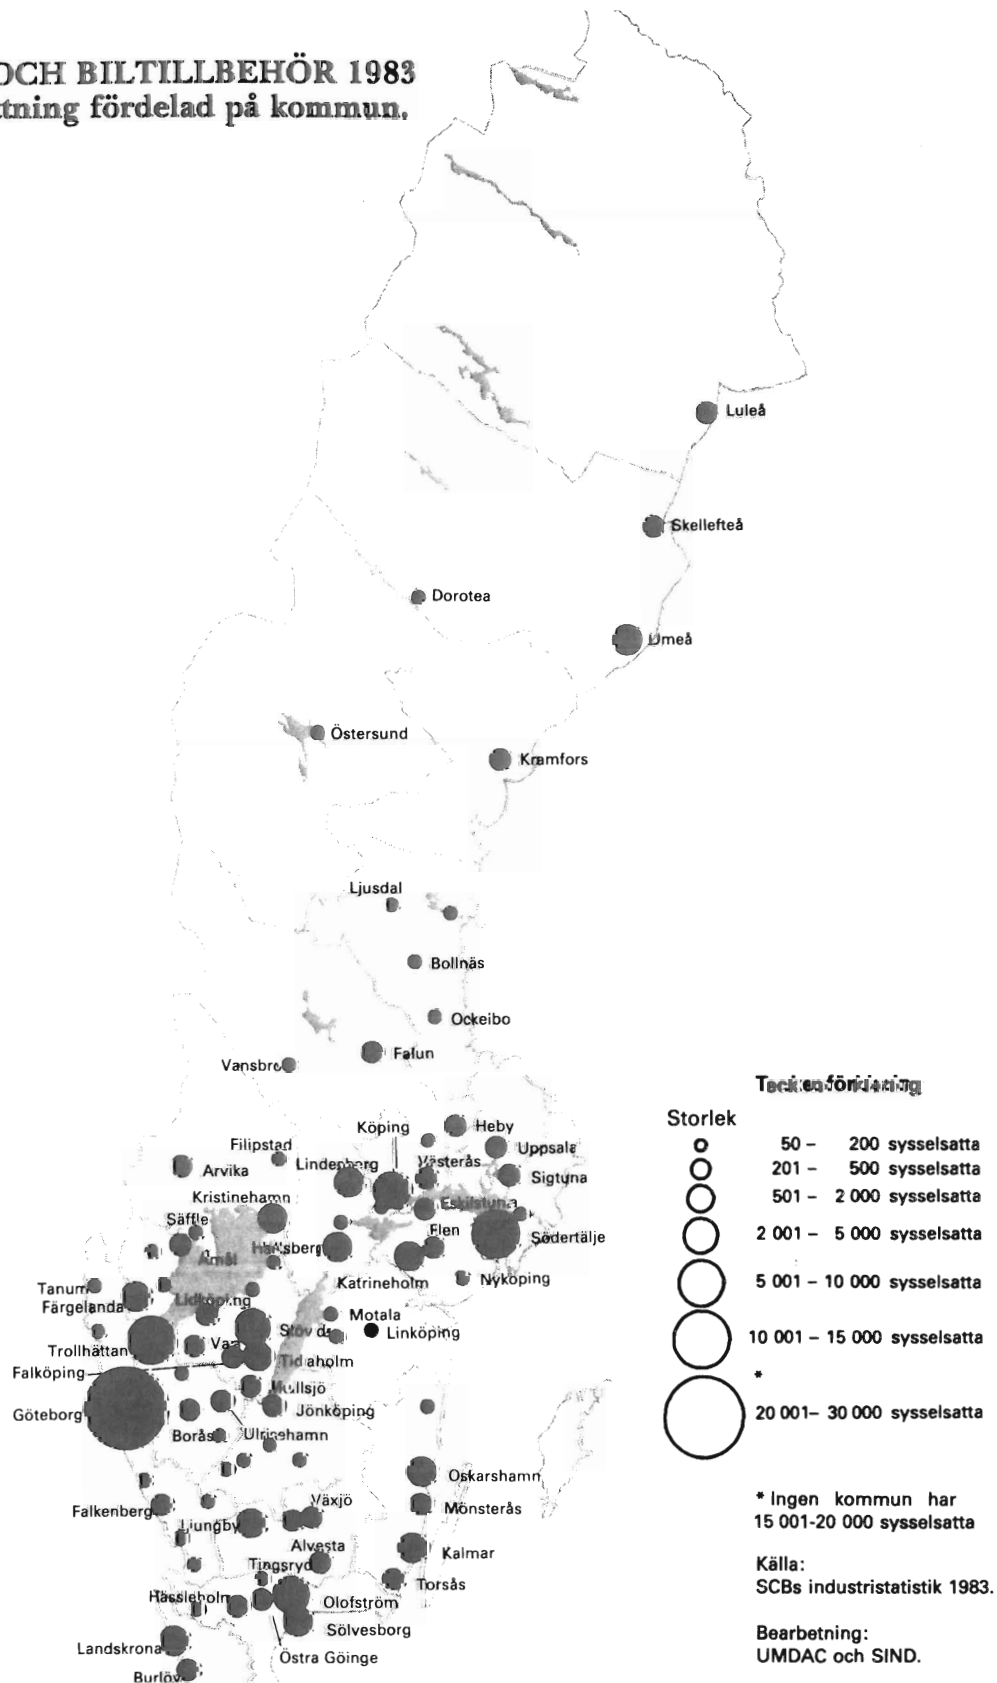 OCH BILTILLBEHÖR 1983
ttning fördelad på kommun.
Luleå
Skellefteå
Dorotea
Umeå
Östersund
Kramfors
Ljusdal
Bollnäs
Ockeibo
Falun
Vansbro
Teckenförklaring
Storlek
50 – 200 sysselsatta
201 – 500 sysselsatta
501 – 2 000 sysselsatta
2 001 – 5 000 sysselsatta
5 001 – 10 000 sysselsatta
10 001 – 15 000 sysselsatta
*
20 001– 30 000 sysselsatta
* Ingen kommun har
15 001-20 000 sysselsatta
Källa:
SCBs industristatistik 1983.
Bearbetning:
UMDAC och SIND.
Köping
Heby
Filipstad
Uppsala
Lindesberg
Västerås
Arvika
Sigtuna
Kristinehamn
Eskilstuna
Säffle
Flen
Södertälje
Hallsberg
Åmål
Katrineholm
Nyköping
Tanum
Färgelanda
Lidköping
Motala
Skövde
Linköping
Trollhättan
Tidaholm
Falköping
Mullsjö
Göteborg
Jönköping
Borås
Ulricehamn
Oskarshamn
Växjö
Falkenberg
Mönsterås
Ljungby
Alvesta
Kalmar
Tingsryd
Torsås
Hässleholm
Olofström
Sölvesborg
Landskrona
Östra Göinge
Burlöv